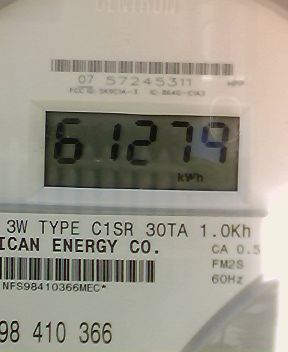 CENTRON
07 57245311
61279
kWh
3W TYPE C1SR 30TA 1.0Kh
ICAN ENERGY CO.
CA 0.5
FM2S
60Hz
NFS98410366MEC*
98 410 366